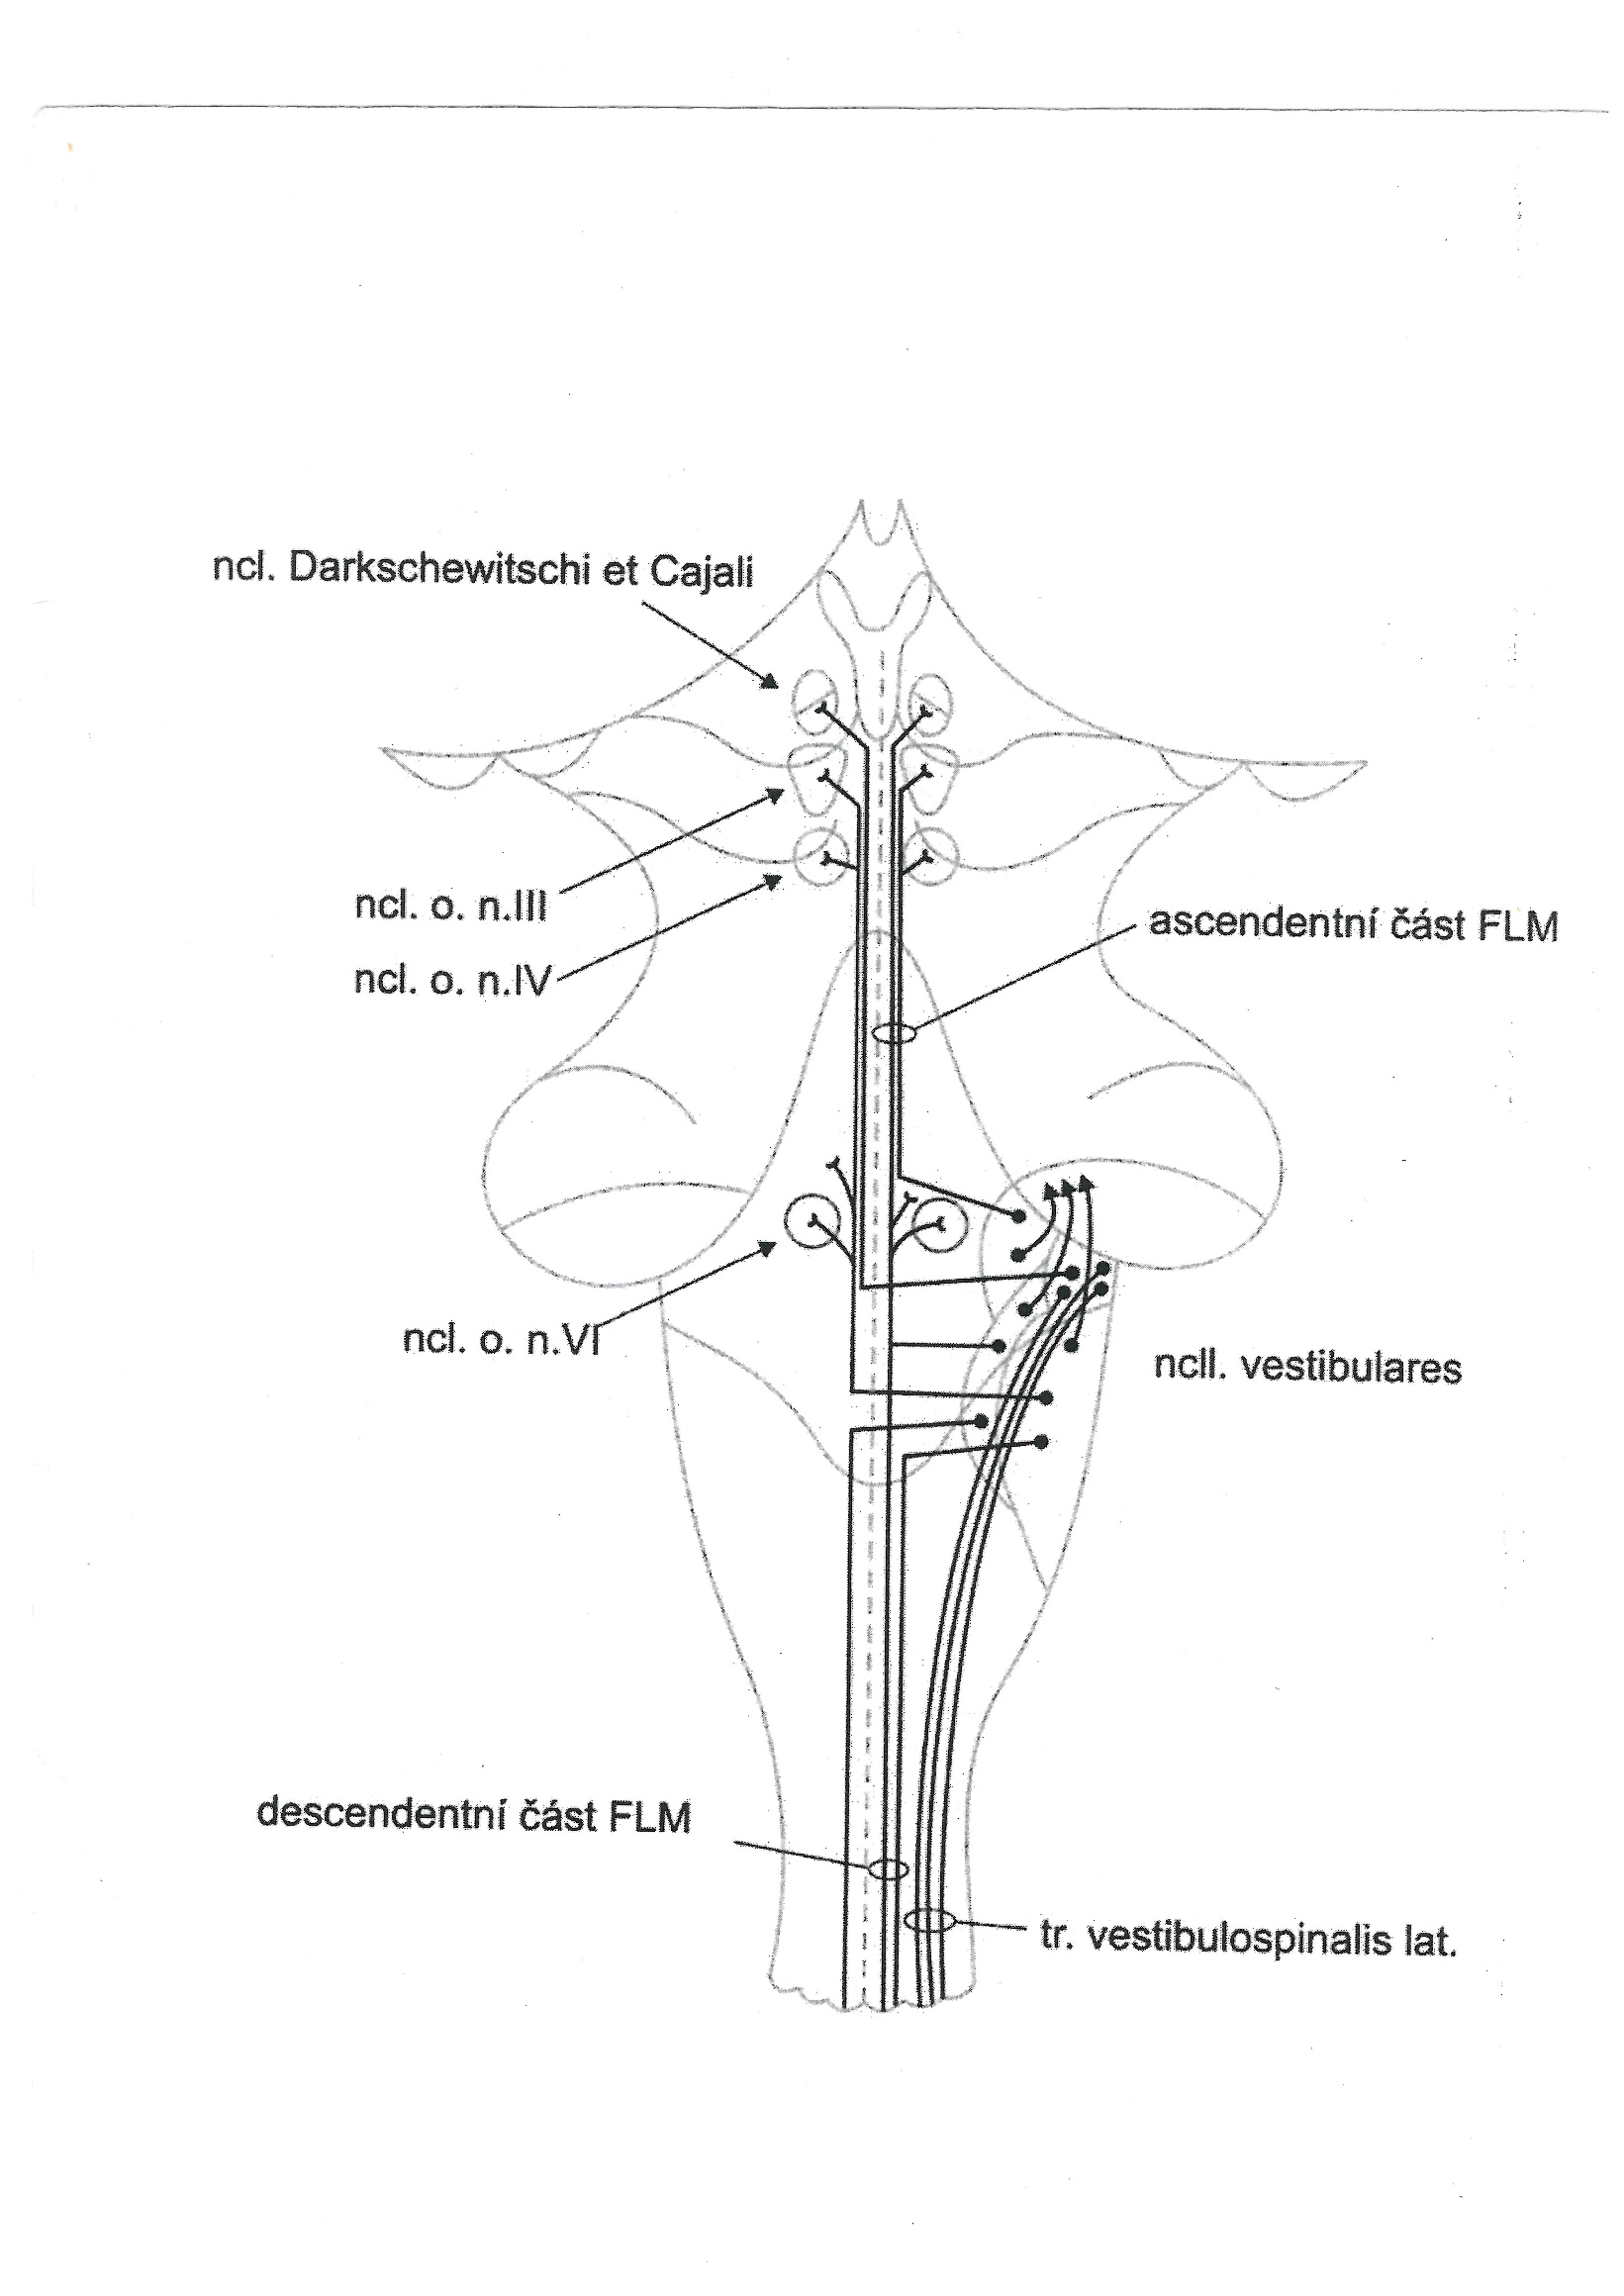 ncl. Darkschewitschi et Cajali
ncl. o. n.III
ascendentní část FLM
ncl. o. n.IV
ncl. o. n.VI
ncll. vestibulares
descendentní část FLM
tr. vestibulospinalis lat.